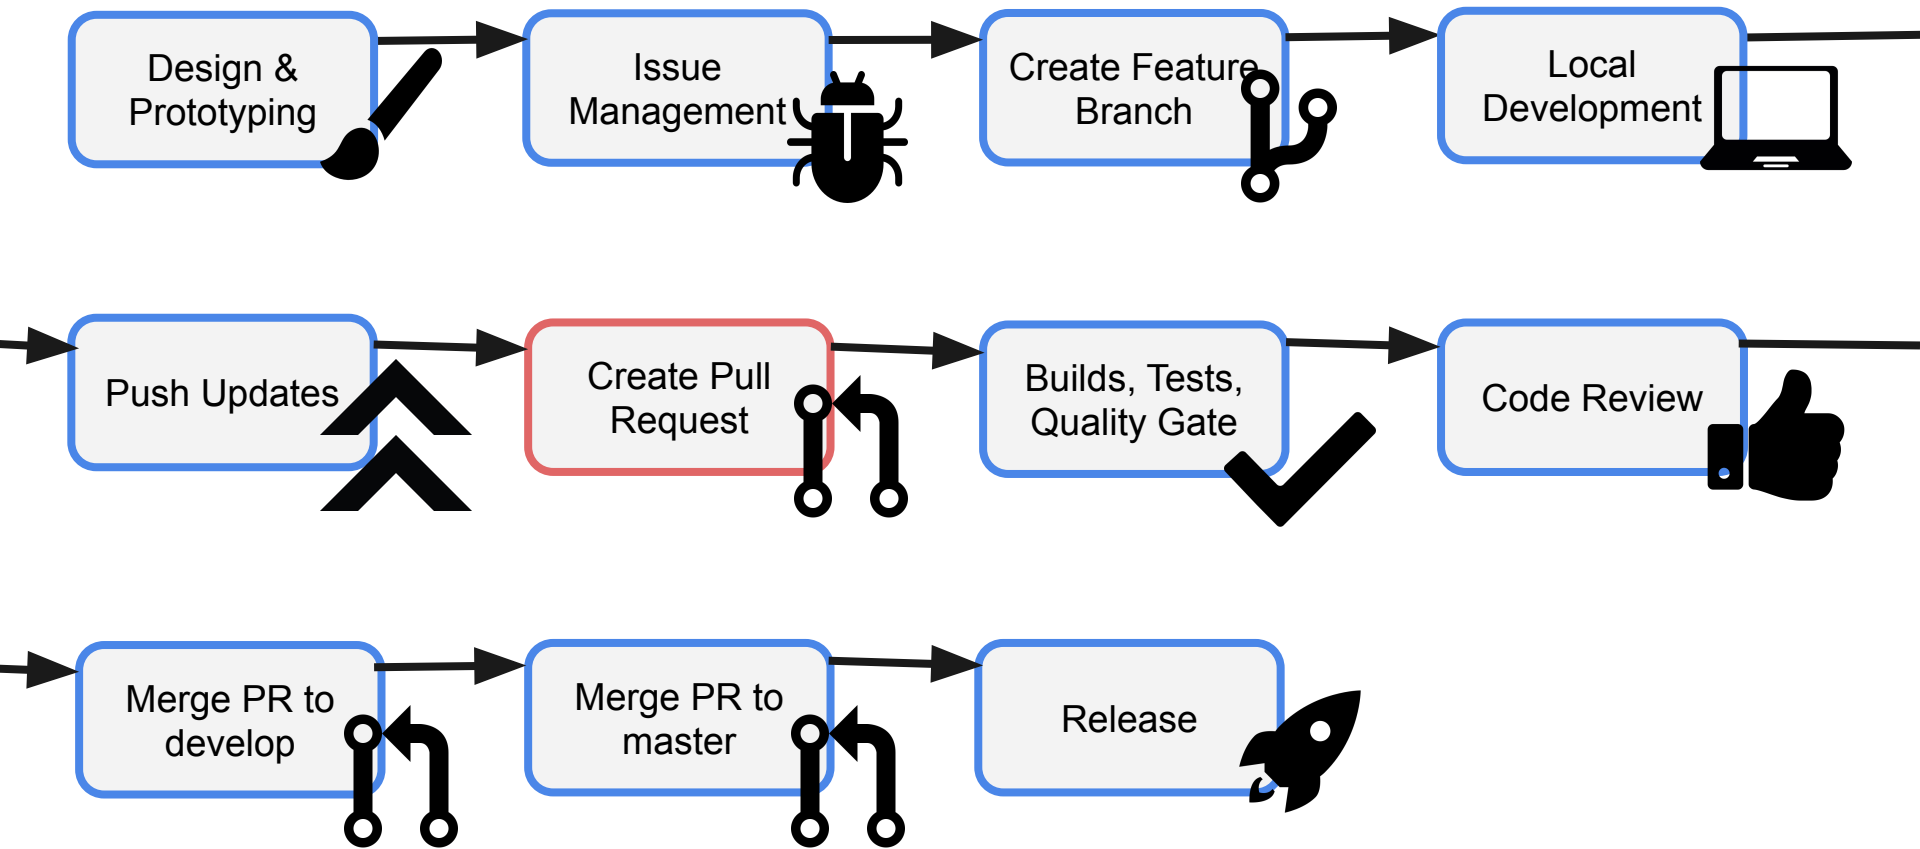 Design &
Prototyping
Issue
Management
Create Feature
Branch
Local
Development
Push Updates
Create Pull
Request
Builds, Tests,
Quality Gate
Code Review
Merge PR to
develop
Merge PR to
master
Release